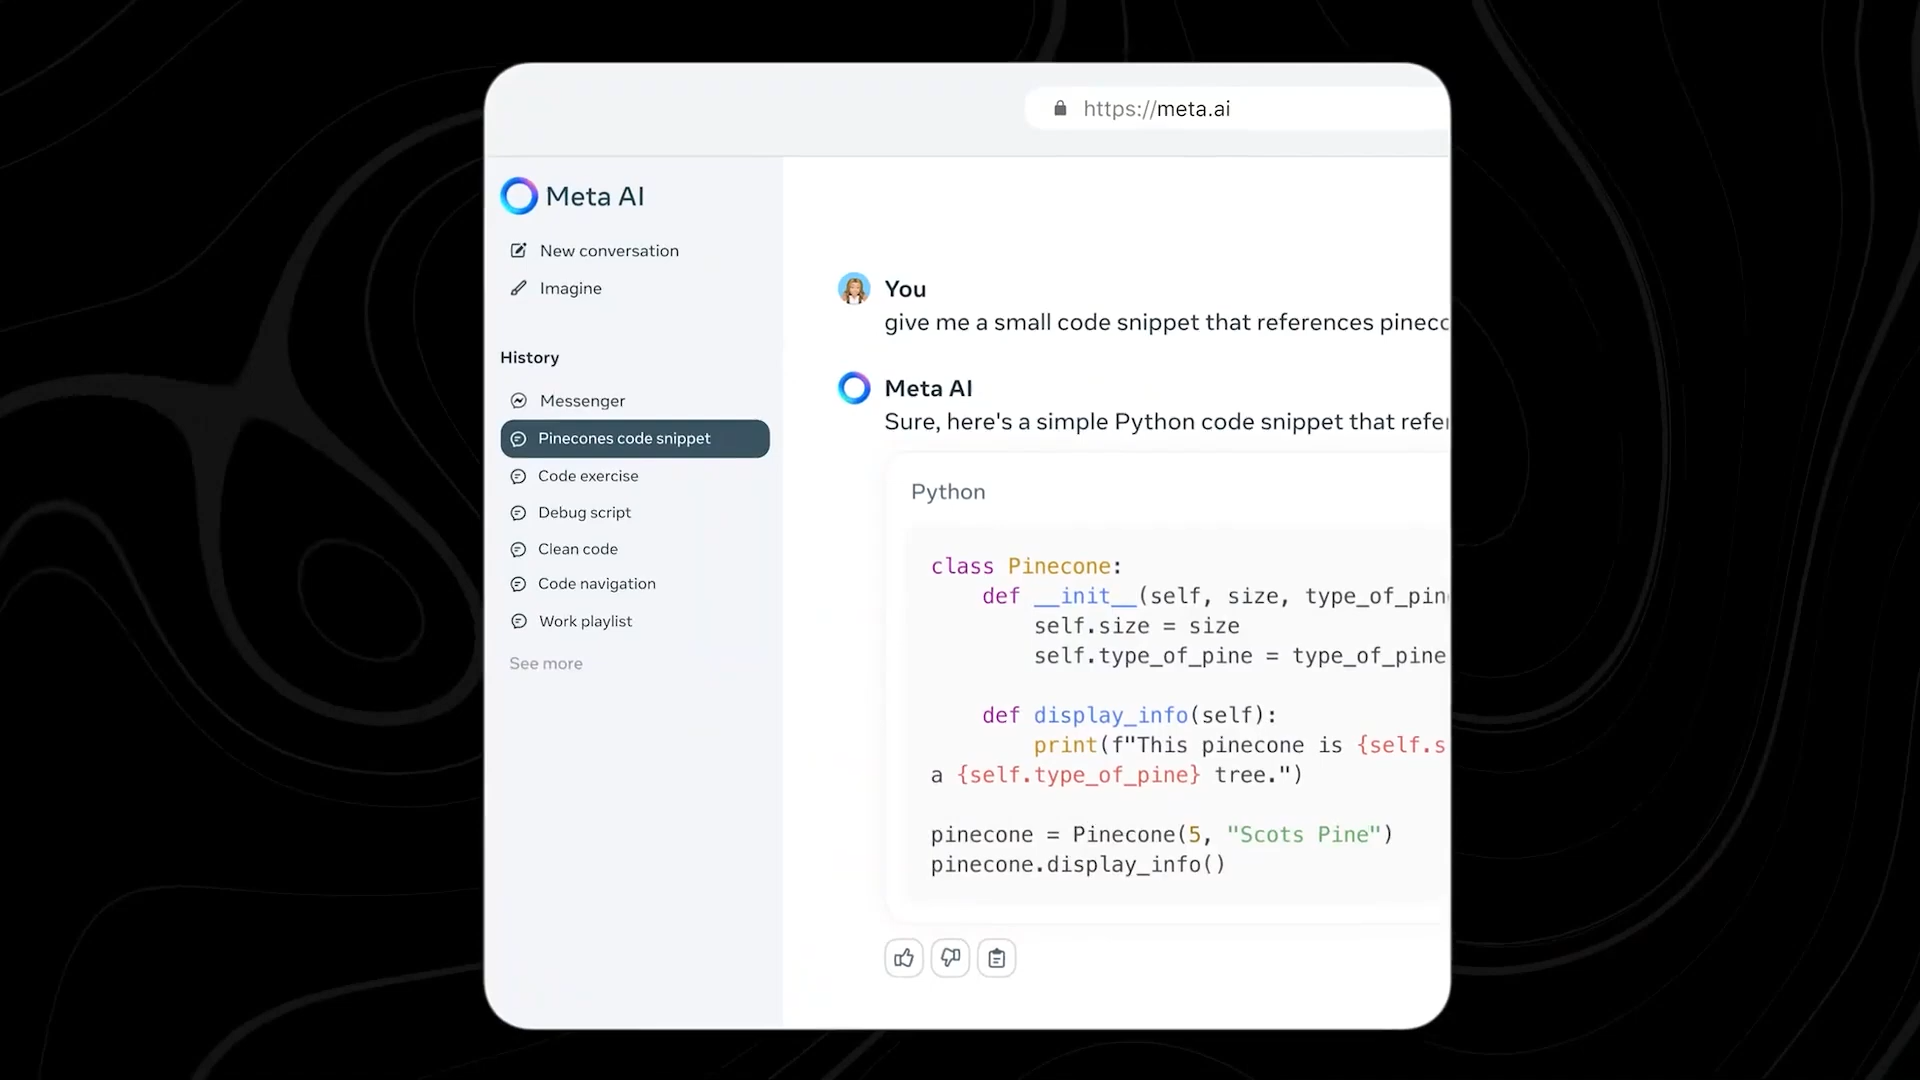 https://meta.ai
Meta AI
New conversation
Imagine
History
Messenger
Pinecones code snippet
Code exercise
Debug script
Clean code
Code navigation
Work playlist
See more
You
give me a small code snippet that references
Meta AI
Sure, here's a simple Python code snippet that
Python
class Pinecone:
def __init__(self, size,
self.size = size
self.type_of_pine = type_of_pine
def display_info(self):
print(f"This pinecone is {self.s
a {self.type_of_pine} tree.")
pinecone = Pinecone(5, "Scots Pine")
pinecone.display_info()